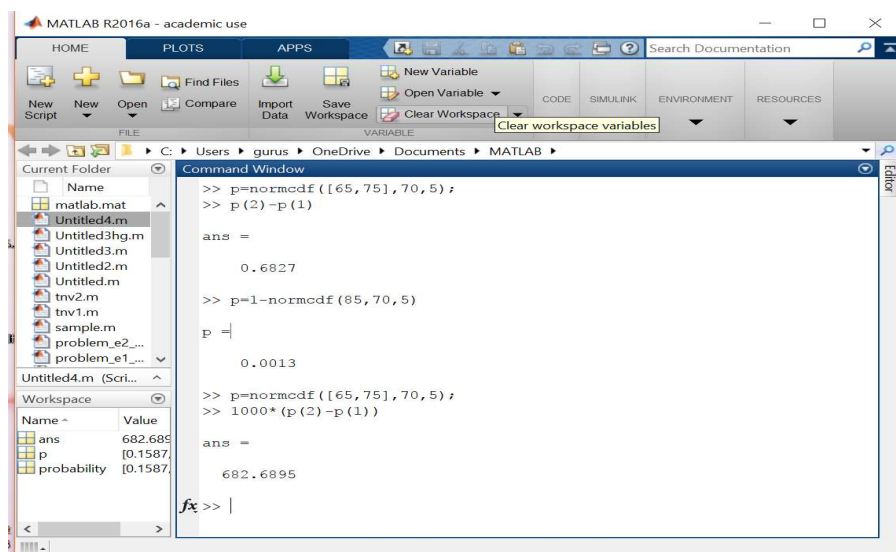 MATLAB R2016a - academic use
HOME PLOTS APPS Search Documentation
New Script
New
Open
Find Files
Compare
Import Data
Save Workspace
New Variable
Open Variable
Clear Workspace
CODE SIMULINK ENVIRONMENT RESOURCES
Clear workspace variables
FILE VARIABLE
C: Users gurus OneDrive Documents MATLAB
Current Folder
Name
matlab.mat
Untitled4.m
Untitled3hg.m
Untitled3.m
Untitled2.m
Untitled.m
tnv2.m
tnv1.m
sample.m
problem_e2_...
problem_e1_...
Untitled4.m (Scri...
Workspace
Name Value
ans 682.689
p [0.1587,
probability [0.1587,
Command Window
>> p=normcdf([65,75],70,5);
>> p(2)-p(1)
ans =
0.6827
>> p=1-normcdf(85,70,5)
p =
0.0013
>> p=normcdf([65,75],70,5);
>> 1000*(p(2)-p(1))
ans =
682.6895
fx >>
Editor